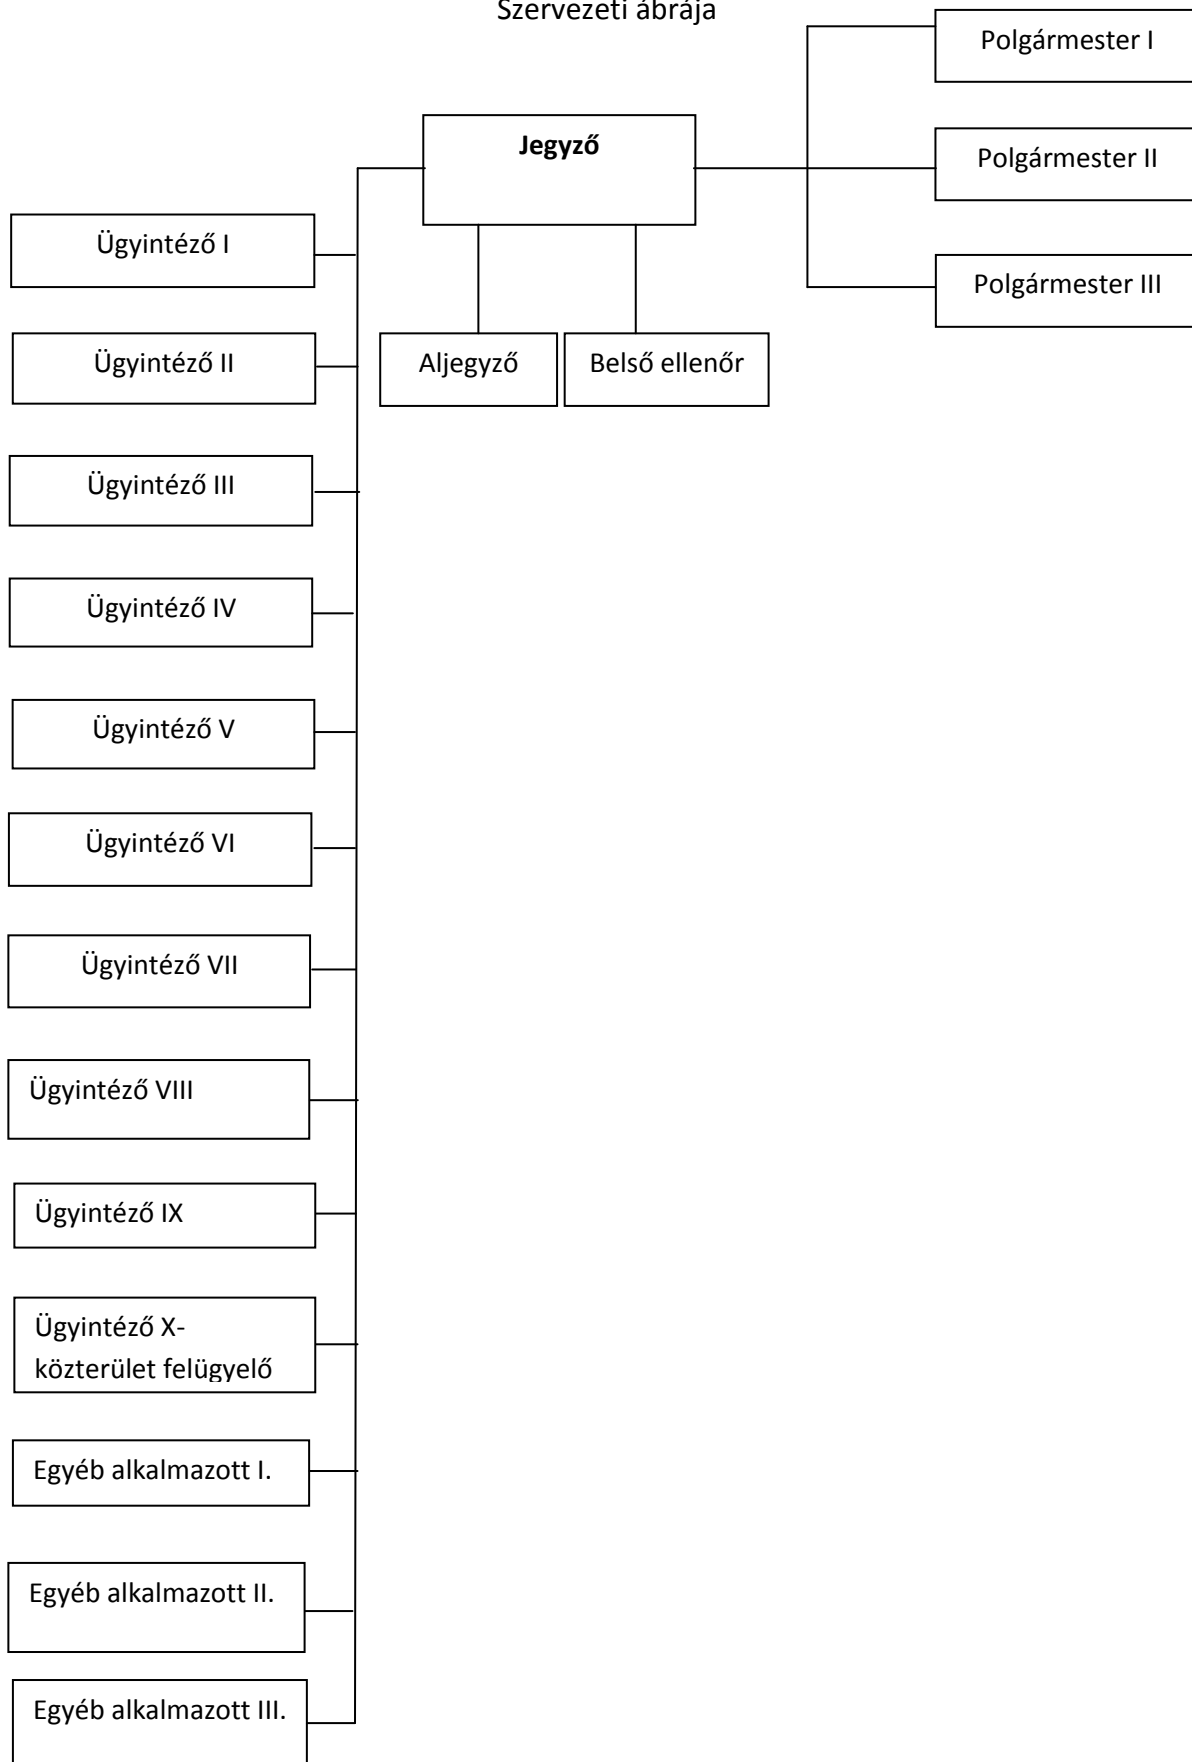 Szervezeti ábrája
Polgármester I
Jegyző
Polgármester II
Ügyintéző I
Polgármester III
Ügyintéző II
Aljegyző
Belső ellenőr
Ügyintéző III
Ügyintéző IV
Ügyintéző V
Ügyintéző VI
Ügyintéző VII
Ügyintéző VIII
Ügyintéző IX
Ügyintéző X-
közterület felügyelő
Egyéb alkalmazott I.
Egyéb alkalmazott II.
Egyéb alkalmazott III.